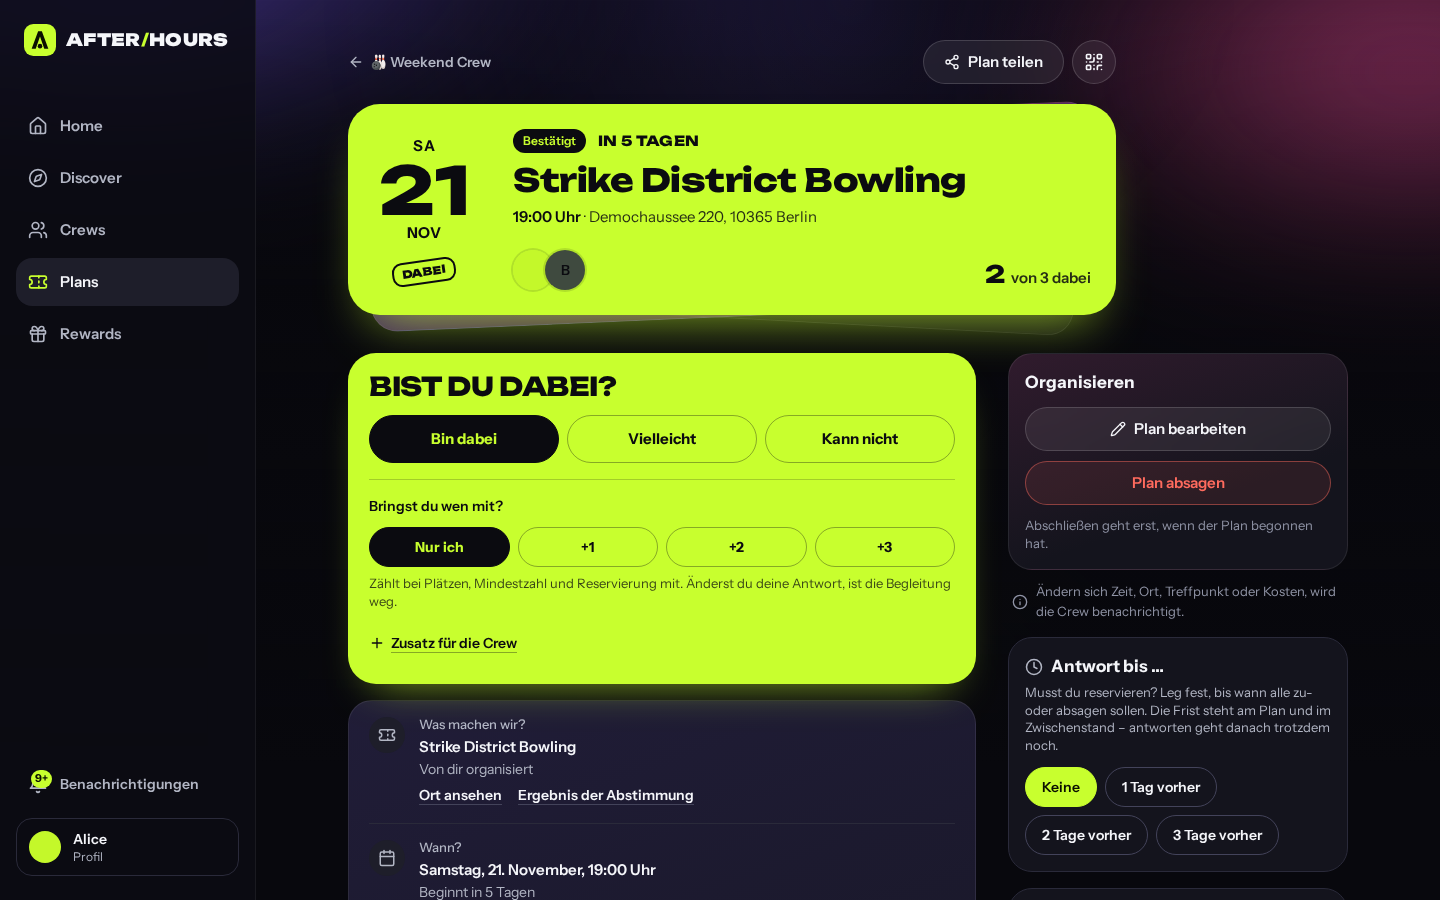 AFTER/HOURS
Home
Discover
Crews
Plans
Rewards
9+
Benachrichtigungen
Alice
Profil
Weekend Crew
Plan teilen
SA
21
NOV
DABEI
Bestätigt IN 5 TAGEN
Strike District Bowling
19:00 Uhr · Demochaussee 220, 10365 Berlin
B
2 von 3 dabei
BIST DU DABEI?
Bin dabei
Vielleicht
Kann nicht
Bringst du wen mit?
Nur ich
+1
+2
+3
Zählt bei Plätzen, Mindestzahl und Reservierung mit. Änderst du deine Antwort, ist die Begleitung
weg.
Zusatz für die Crew
Was machen wir?
Strike District Bowling
Von dir organisiert
Ort ansehen Ergebnis der Abstimmung
Wann?
Samstag, 21. November, 19:00 Uhr
Beginnt in 5 Tagen
Organisieren
Plan bearbeiten
Plan absagen
Abschließen geht erst, wenn der Plan begonnen
hat.
Ändern sich Zeit, Ort, Treffpunkt oder Kosten, wird
die Crew benachrichtigt.
Antwort bis ...
Musst du reservieren? Leg fest, bis wann alle zu-
oder absagen sollen. Die Frist steht am Plan und im
Zwischenstand – antworten geht danach trotzdem
noch.
Keine
1 Tag vorher
2 Tage vorher
3 Tage vorher